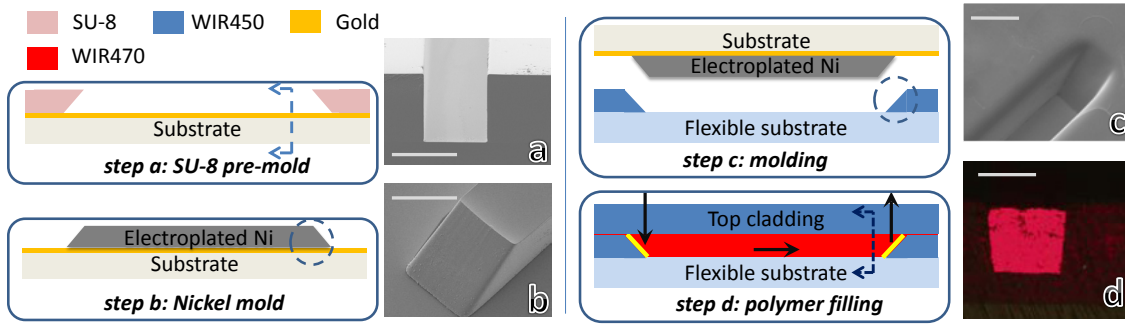 SU-8
WIR450
Gold
WIR470
Substrate
step a: SU-8 pre-mold
a
Electroplated Ni
Substrate
step b: Nickel mold
b
Substrate
Electroplated Ni
Flexible substrate
step c: molding
c
Top cladding
Flexible substrate
step d: polymer filling
d